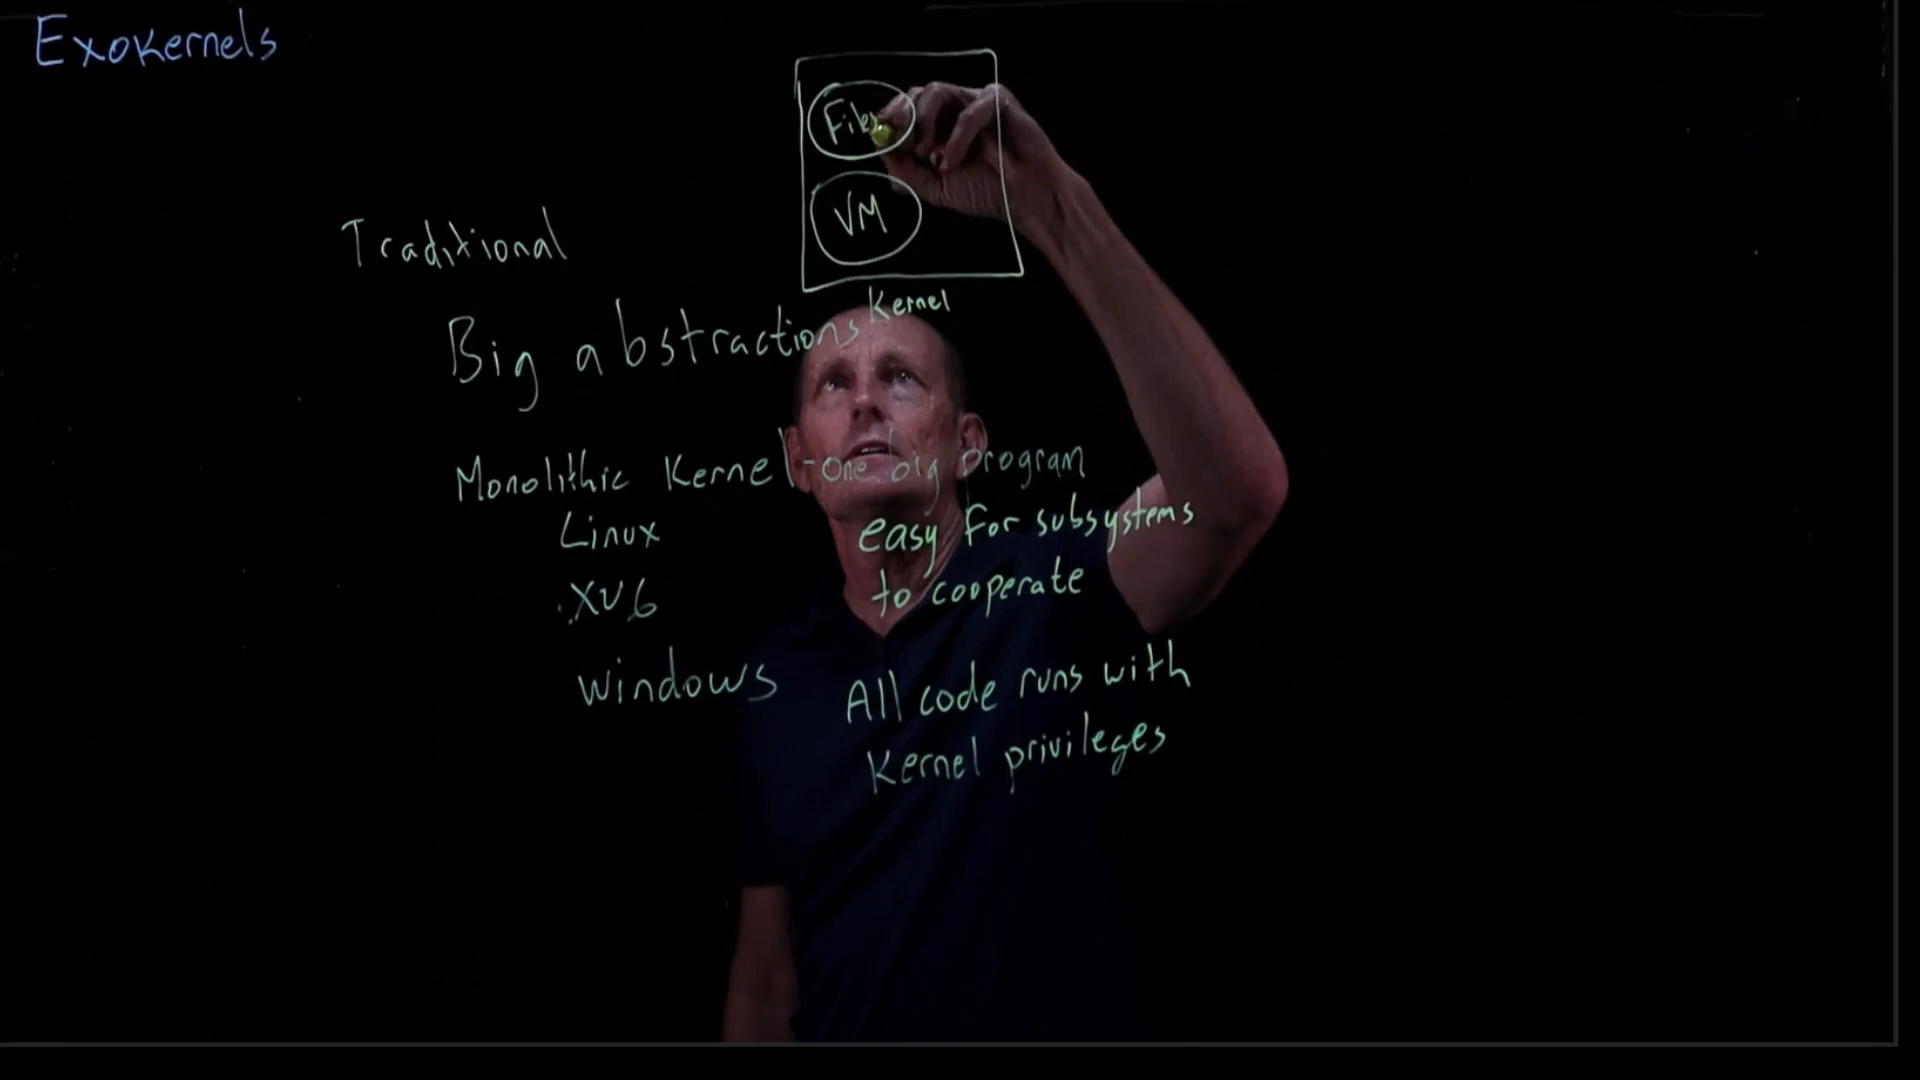 Exokernels
Files
VM
Kernel
Traditional
Big abstractions
Monolithic Kernel - one big program
Linux
easy for subsystems
to cooperate
XV6
windows
All code runs with
Kernel privileges